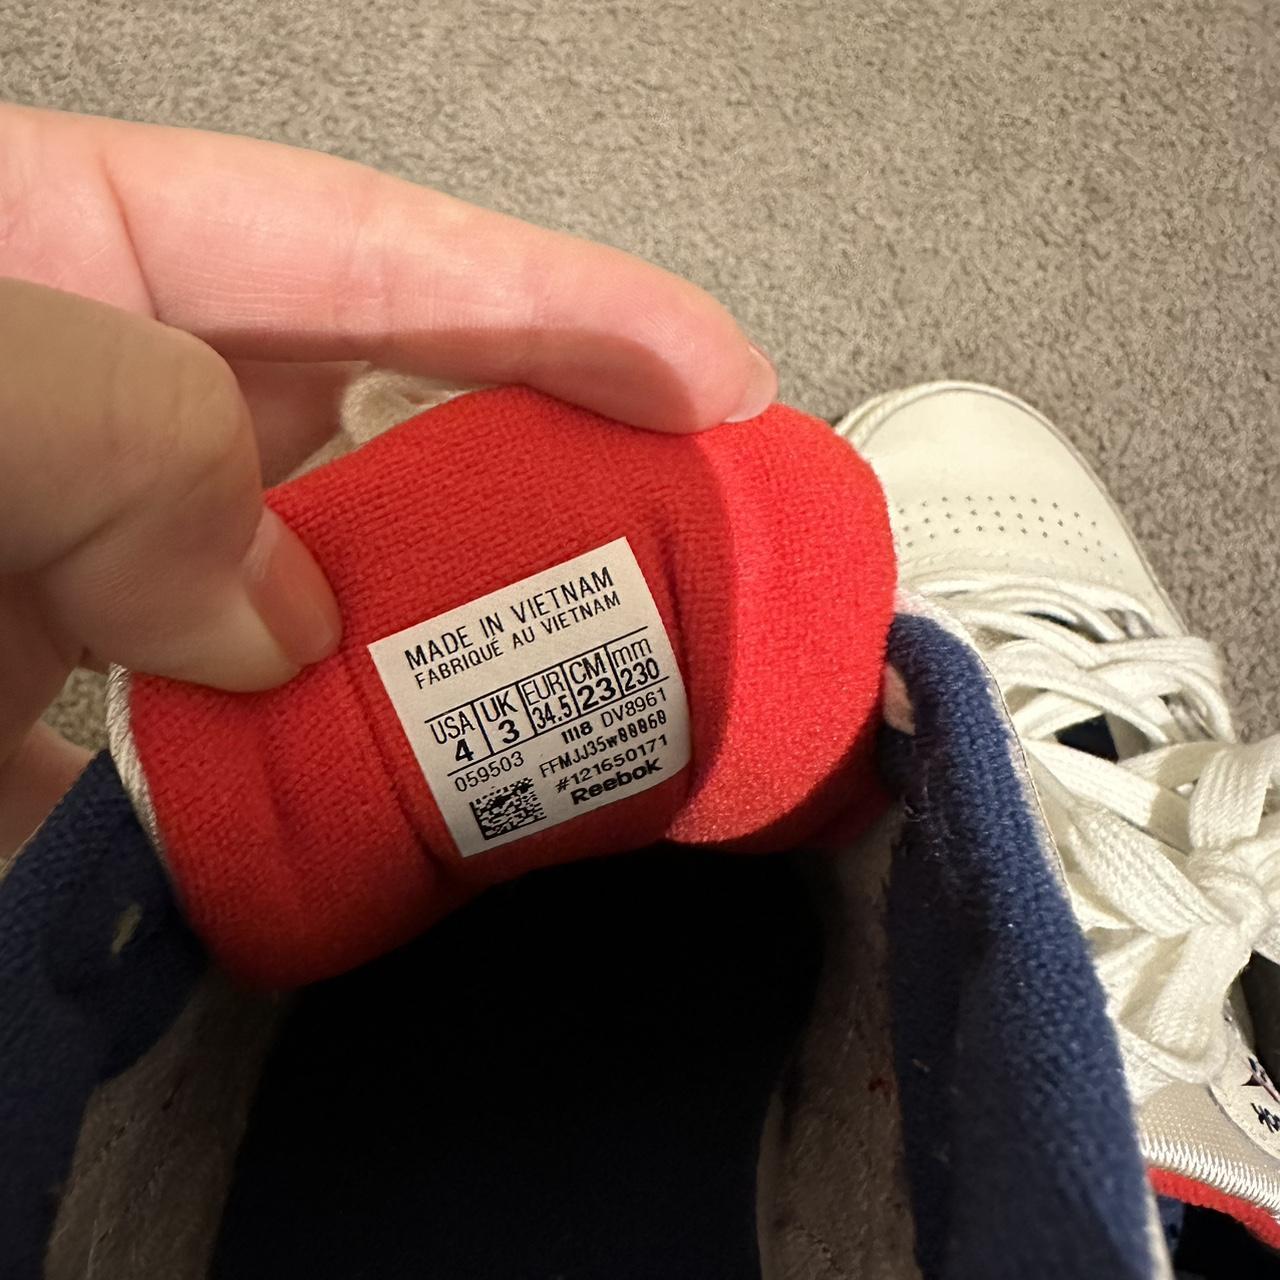 MADE IN VIETNAM
FABRIQUÉ AU VIETNAM
USA UK EUR CM mm
4 3 34.5 23 230
059503 1118 DV8961
FFMJJ35w00060
#121650171
Reebok